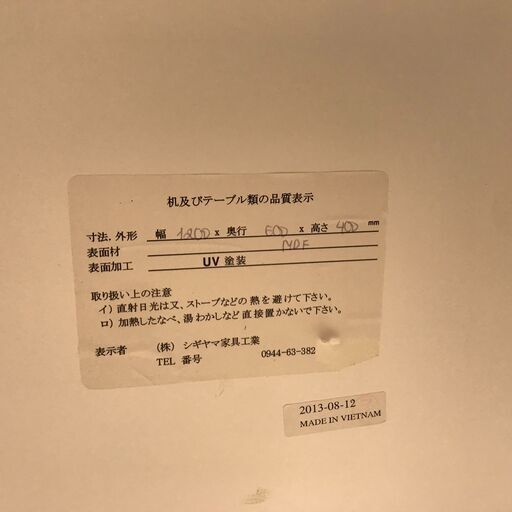 机及びテーブル類の品質表示
寸法、外形 幅 1200 x 奥行 600 x 高さ 400 mm
表面材 MDF
表面加工 UV 塗装
取り扱い上の注意
イ) 直射日光は又、ストーブなどの熱を避けて下さい。
ロ) 加熱したなべ、湯わかしなど直接置かないで下さい。
表示者 (株) シギヤマ家具工業
TEL 番号 0944-63-382
2013-08-12
MADE IN VIETNAM